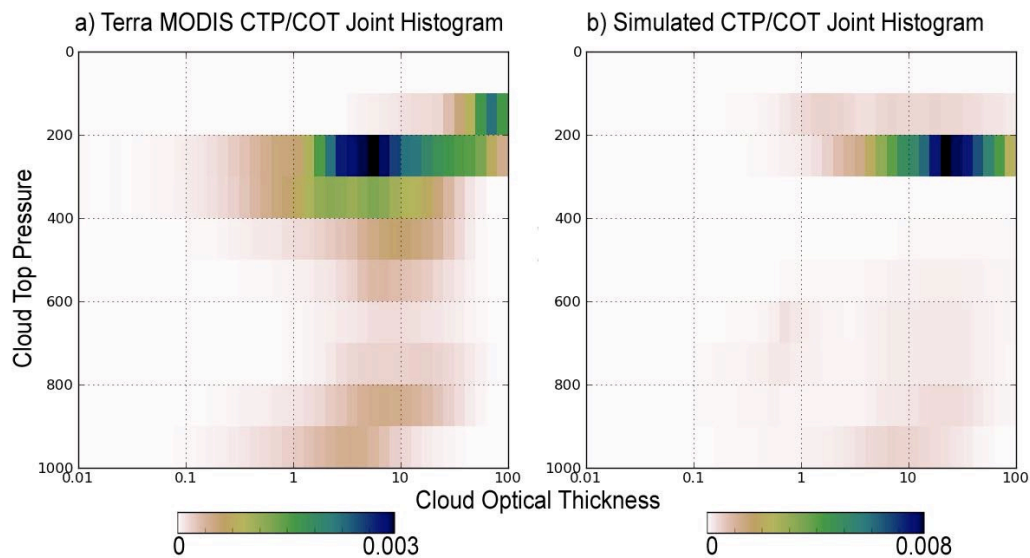 a) Terra MODIS CTP/COT Joint Histogram
b) Simulated CTP/COT Joint Histogram
Cloud Top Pressure
0
200
400
600
800
1000
0.01 0.1 1 10 100
0
200
400
600
800
1000
0.01 0.1 1 10 100
Cloud Optical Thickness
0 0.003
0 0.008